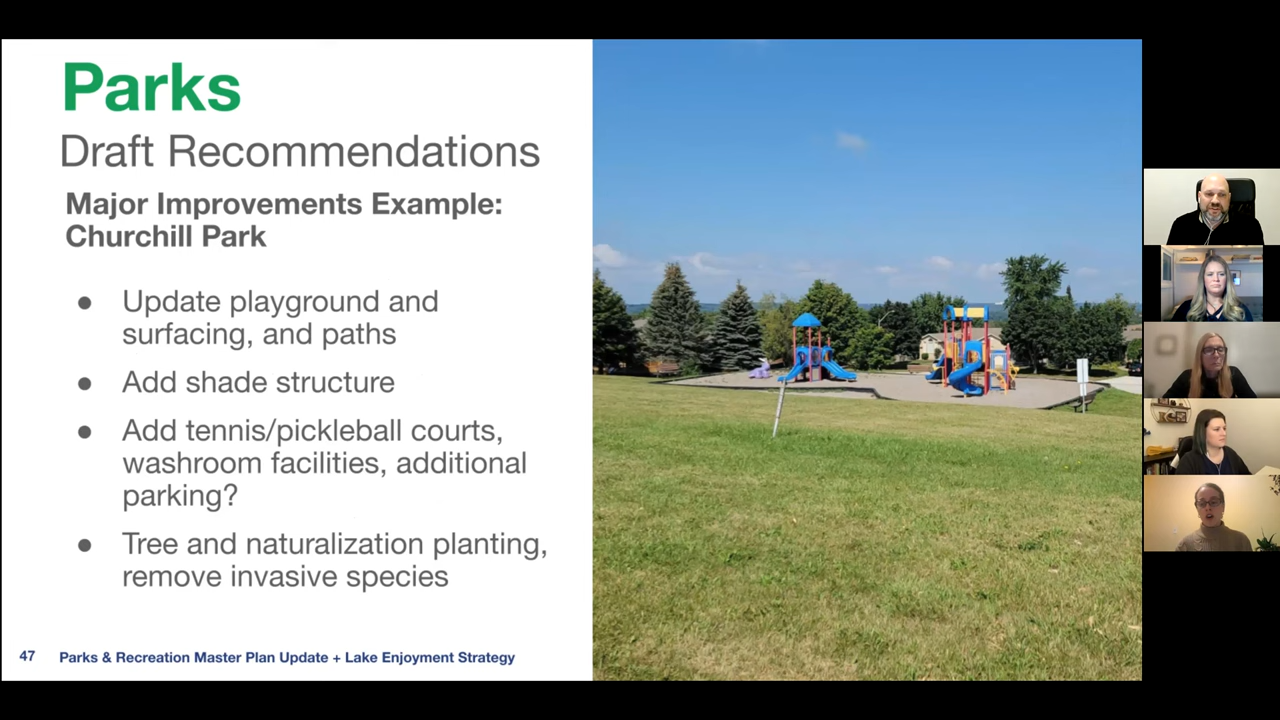 Parks
Draft Recommendations
Major Improvements Example:
Churchill Park
● Update playground and
surfacing, and paths
● Add shade structure
● Add tennis/pickleball courts,
washroom facilities, additional
parking?
● Tree and naturalization planting,
remove invasive species
47 Parks & Recreation Master Plan Update + Lake Enjoyment Strategy